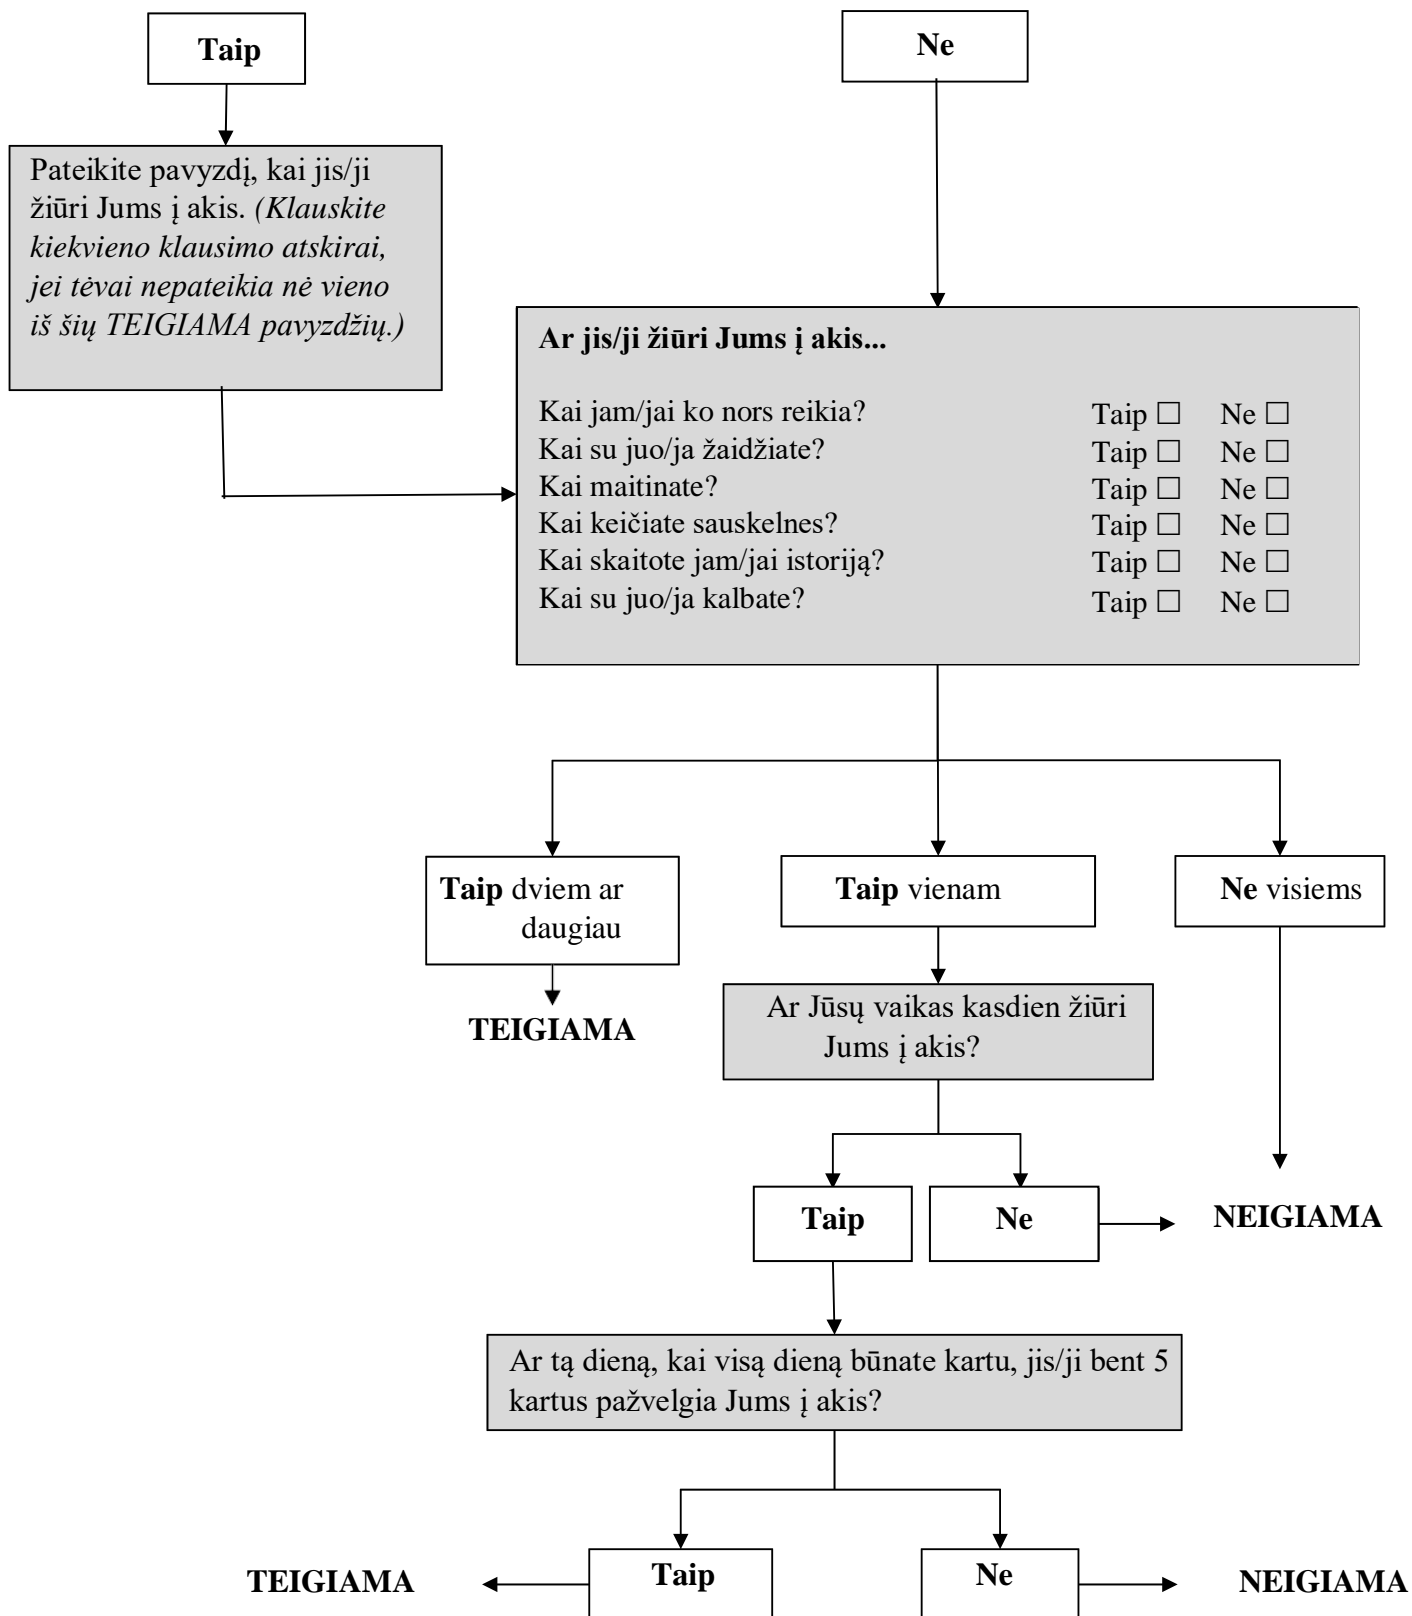 Taip
Ne
Pateikite pavyzdį, kai jis/ji
žiūri Jums į akis. (Klauskite
kiekvieno klausimo atskirai,
jei tėvai nepateikia nė vieno
iš šių TEIGIAMA pavyzdžių.)
Ar jis/ji žiūri Jums į akis...
Kai jam/jai ko nors reikia? Taip ☐ Ne ☐
Kai su juo/ja žaidžiate? Taip ☐ Ne ☐
Kai maitinate? Taip ☐ Ne ☐
Kai keičiate sauskelnes? Taip ☐ Ne ☐
Kai skaitote jam/jai istoriją? Taip ☐ Ne ☐
Kai su juo/ja kalbate? Taip ☐ Ne ☐
Taip dviem ar
daugiau
Taip vienam
Ne visiems
TEIGIAMA
Ar Jūsų vaikas kasdien žiūri
Jums į akis?
Taip
Ne
NEIGIAMA
Ar tą dieną, kai visą dieną būnate kartu, jis/ji bent 5
kartus pažvelgia Jums į akis?
TEIGIAMA
Taip
Ne
NEIGIAMA